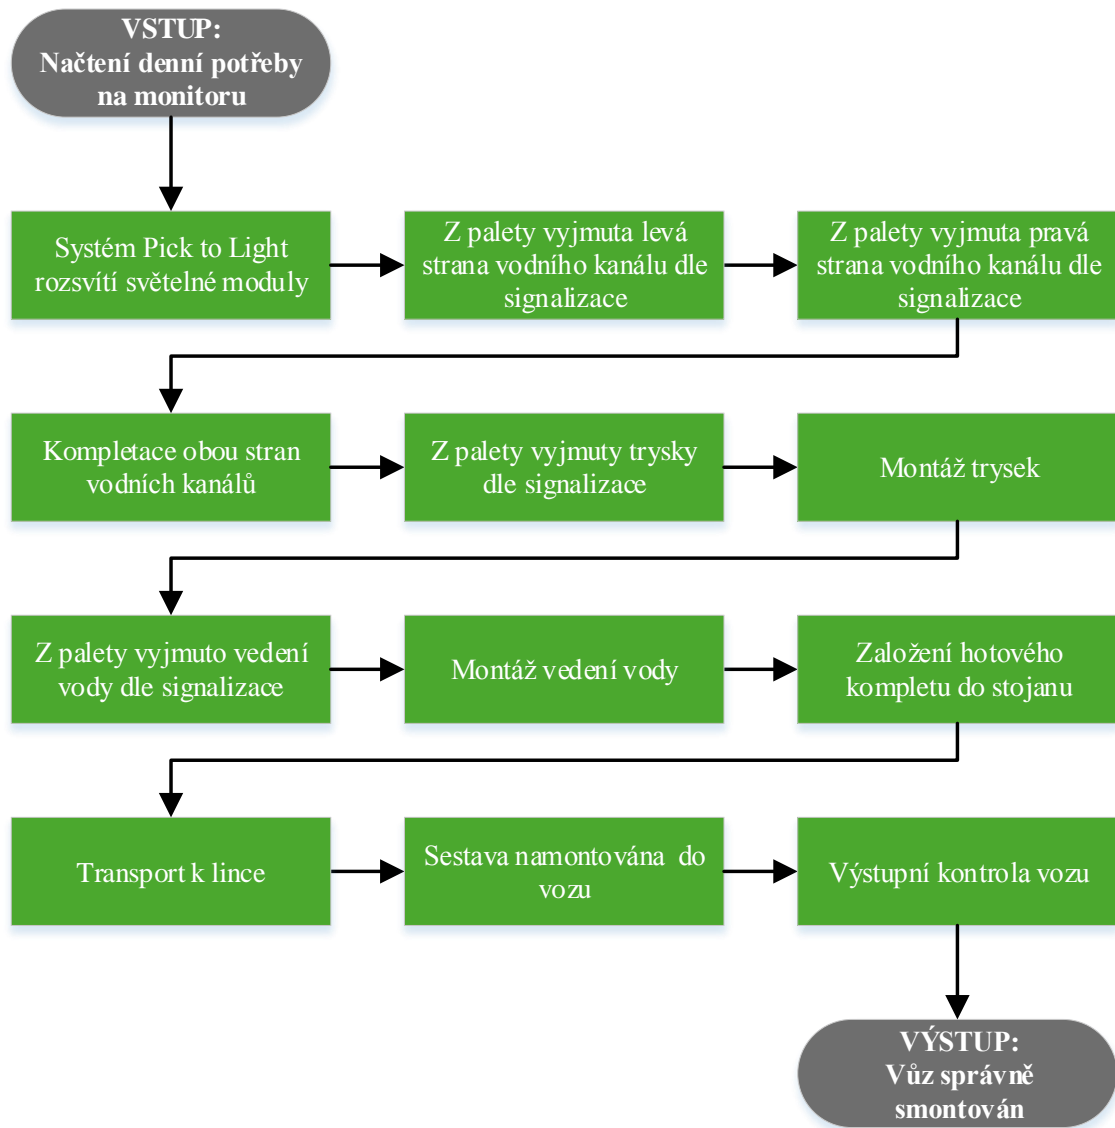 VSTUP:
Načtení denní potřeby
na monitoru
Systém Pick to Light
rozsvítí světelné moduly
Z palety vyjmuta levá
strana vodního kanálu dle
signalizace
Z palety vyjmuta pravá
strana vodního kanálu dle
signalizace
Kompletace obou stran
vodních kanálů
Z palety vyjmuty trysky
dle signalizace
Montáž trysek
Z palety vyjmuto vedení
vody dle signalizace
Montáž vedení vody
Založení hotového
kompletu do stojanu
Transport k lince
Sestava namontována do
vozu
Výstupní kontrola vozu
VÝSTUP:
Vůz správně
smontován